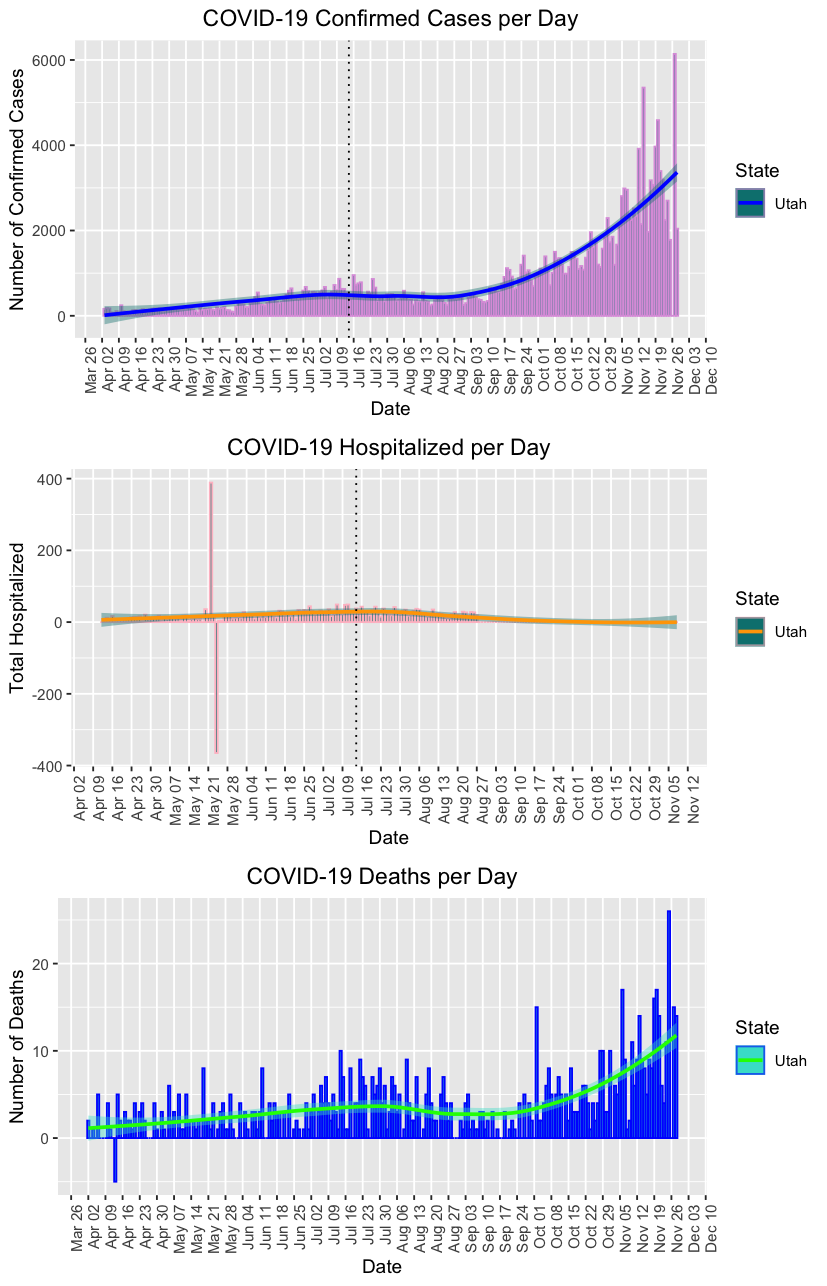 COVID-19 Confirmed Cases per Day
Number of Confirmed Cases
6000
4000
2000
0
Mar 26
Apr 02
Apr 09
Apr 16
Apr 23
Apr 30
May 07
May 14
May 21
May 28
Jun 04
Jun 11
Jun 18
Jun 25
Jul 02
Jul 09
Jul 16
Jul 23
Jul 30
Aug 06
Aug 13
Aug 20
Aug 27
Sep 03
Sep 10
Sep 17
Sep 24
Oct 01
Oct 08
Oct 15
Oct 22
Oct 29
Nov 05
Nov 12
Nov 19
Nov 26
Dec 03
Dec 10
Date
State
Utah
COVID-19 Hospitalized per Day
Total Hospitalized
400
200
0
-200
-400
Apr 02
Apr 09
Apr 16
Apr 23
Apr 30
May 07
May 14
May 21
May 28
Jun 04
Jun 11
Jun 18
Jun 25
Jul 02
Jul 09
Jul 16
Jul 23
Jul 30
Aug 06
Aug 13
Aug 20
Aug 27
Sep 03
Sep 10
Sep 17
Sep 24
Oct 01
Oct 08
Oct 15
Oct 22
Oct 29
Nov 05
Nov 12
Date
State
Utah
COVID-19 Deaths per Day
Number of Deaths
20
10
0
Mar 26
Apr 02
Apr 09
Apr 16
Apr 23
Apr 30
May 07
May 14
May 21
May 28
Jun 04
Jun 11
Jun 18
Jun 25
Jul 02
Jul 09
Jul 16
Jul 23
Jul 30
Aug 06
Aug 13
Aug 20
Aug 27
Sep 03
Sep 10
Sep 17
Sep 24
Oct 01
Oct 08
Oct 15
Oct 22
Oct 29
Nov 05
Nov 12
Nov 19
Nov 26
Dec 03
Dec 10
Date
State
Utah